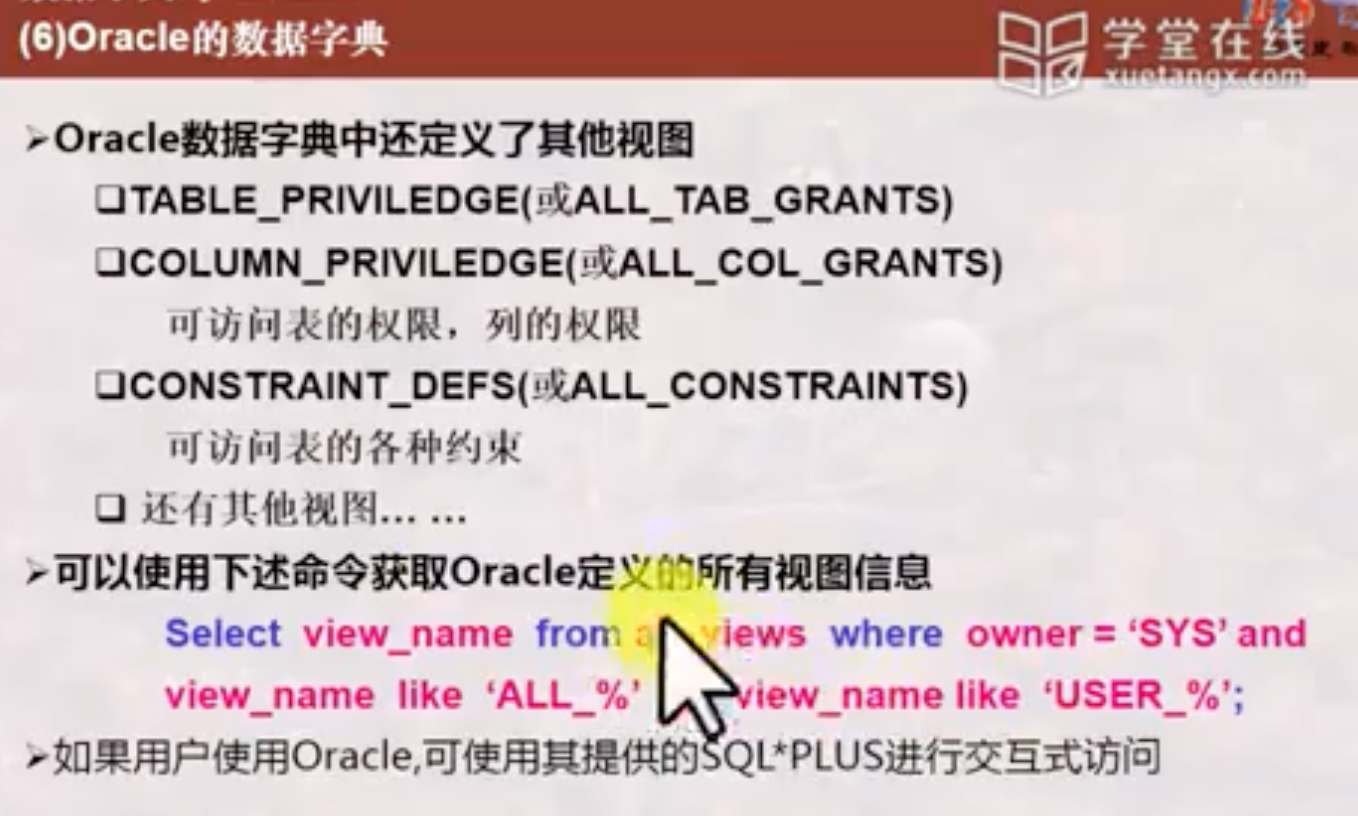 (6)Oracle的数据字典
学堂在线
xuetangx.com
➢Oracle数据字典中还定义了其他视图
❑TABLE_PRIVILEDGE(或ALL_TAB_GRANTS)
❑COLUMN_PRIVILEDGE(或ALL_COL_GRANTS)
可访问表的权限，列的权限
❑CONSTRAINT_DEFS(或ALL_CONSTRAINTS)
可访问表的各种约束
❑ 还有其他视图... ...
➢可以使用下述命令获取Oracle定义的所有视图信息
Select view_name from views where owner = ‘SYS’ and
view_name like ‘ALL_%’ view_name like ‘USER_%’;
➢如果用户使用Oracle,可使用其提供的SQL*PLUS进行交互式访问